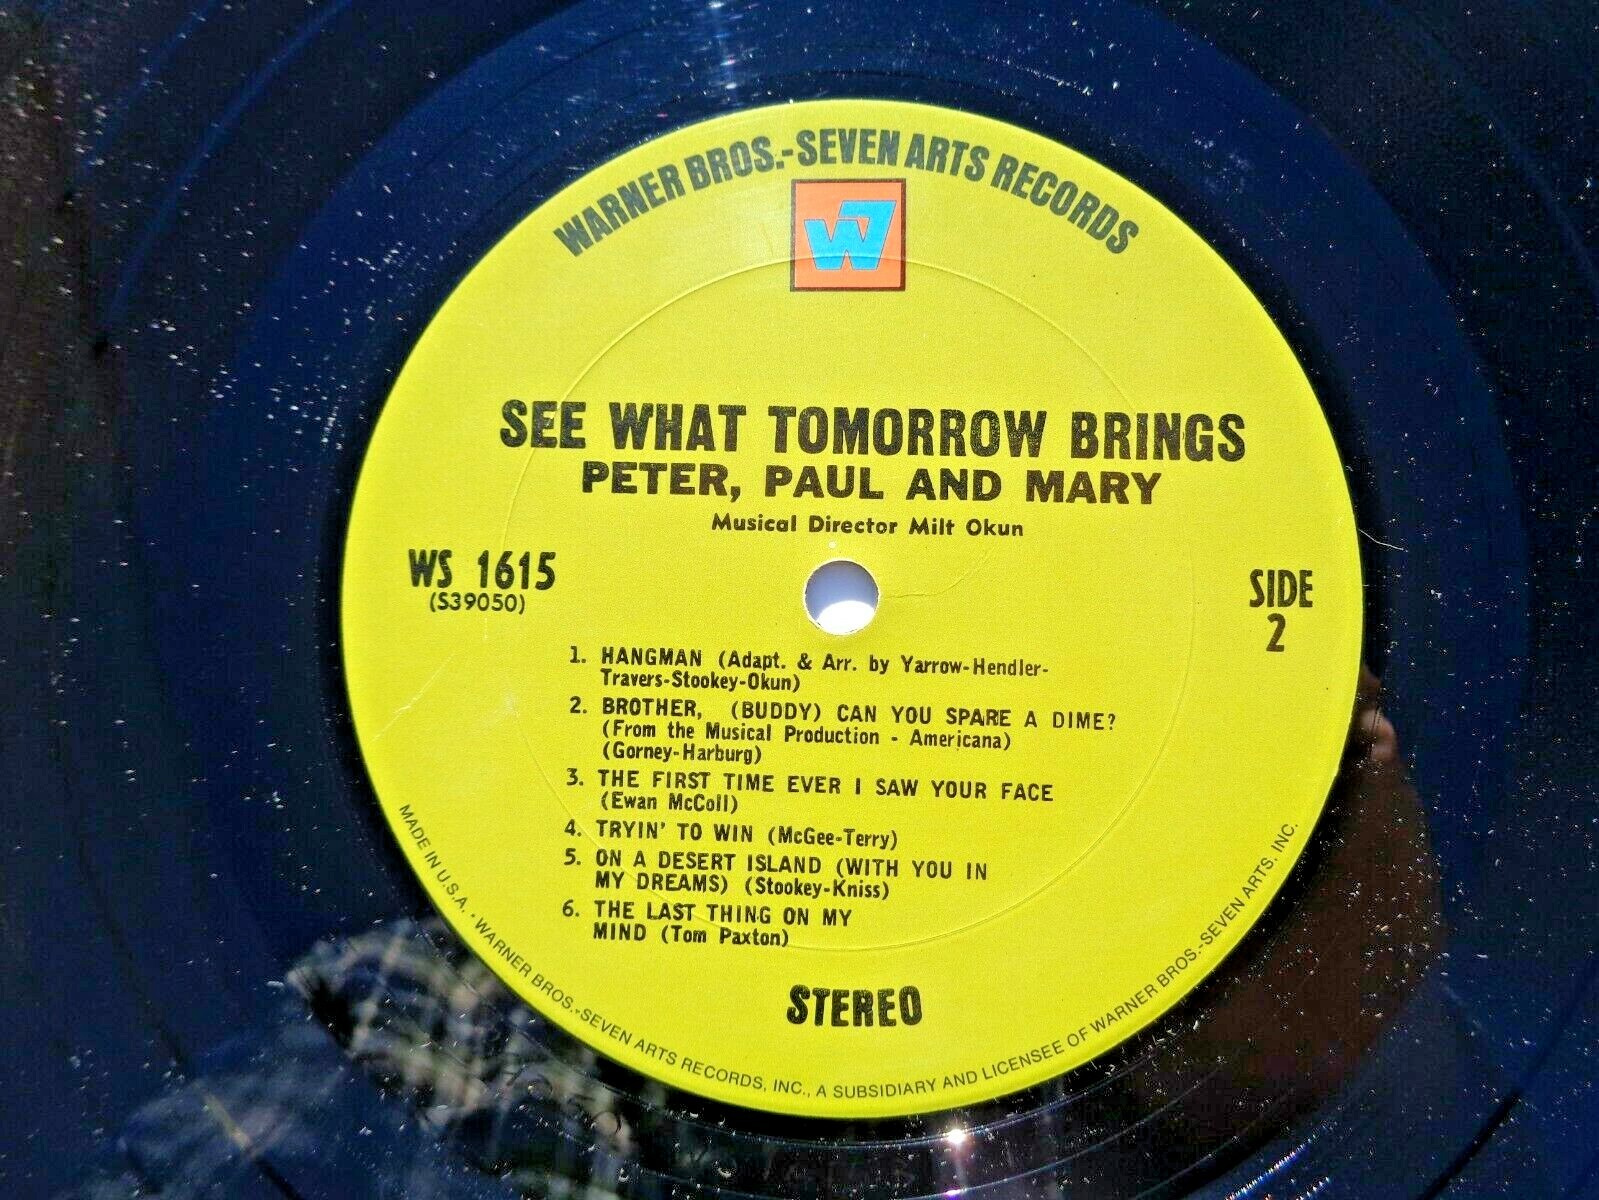 WARNER BROS.-SEVEN ARTS RECORDS
W7
SEE WHAT TOMORROW BRINGS
PETER, PAUL AND MARY
Musical Director Milt Okun
WS 1615
(S39050)
SIDE
2
1. HANGMAN (Adapt. & Arr. by Yarrow-Hendler-
Travers-Stookey-Okun)
2. BROTHER, (BUDDY) CAN YOU SPARE A DIME?
(From the Musical Production - Americana)
(Gorney-Harburg)
3. THE FIRST TIME EVER I SAW YOUR FACE
(Ewan McColl)
4. TRYIN' TO WIN (McGee-Terry)
5. ON A DESERT ISLAND (WITH YOU IN
MY DREAMS) (Stookey-Kniss)
6. THE LAST THING ON MY
MIND (Tom Paxton)
STEREO
MADE IN U.S.A. · WARNER BROS.-SEVEN ARTS RECORDS, INC., A SUBSIDIARY AND LICENSEE OF WARNER BROS.-SEVEN ARTS, INC.